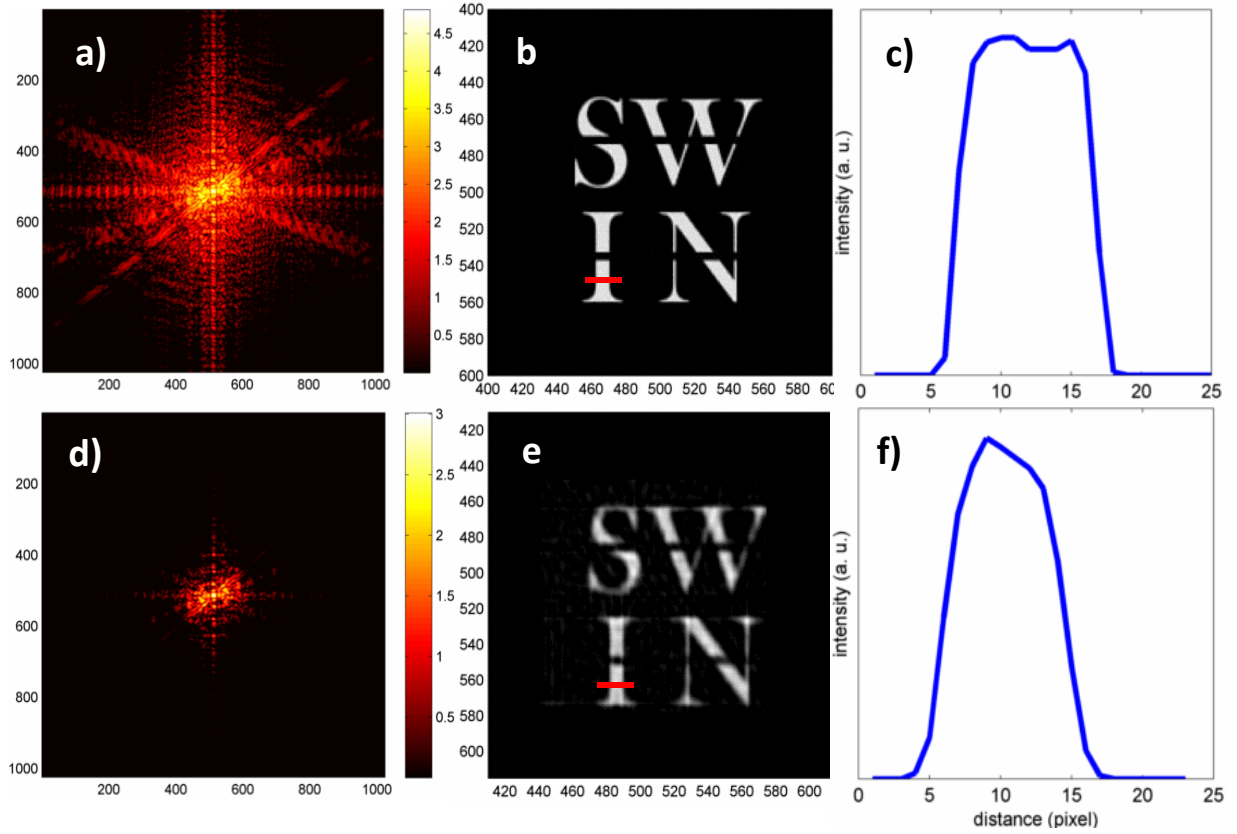 a)
4.5
4
3.5
3
2.5
2
1.5
1
0.5
200
400
600
800
1000
200 400 600 800 1000
b
400
420
440
460
480
500
520
540
560
580
600
400 420 440 460 480 500 520 540 560 580 60
SW
IN
c)
intensity (a. u.)
0 5 10 15 20 25
d)
3
2.5
2
1.5
1
0.5
200
400
600
800
1000
200 400 600 800 1000
e
420
440
460
480
500
520
540
560
580
600
420 440 460 480 500 520 540 560 580 600
SW
IN
f)
intensity (a. u.)
0 5 10 15 20 25
distance (pixel)